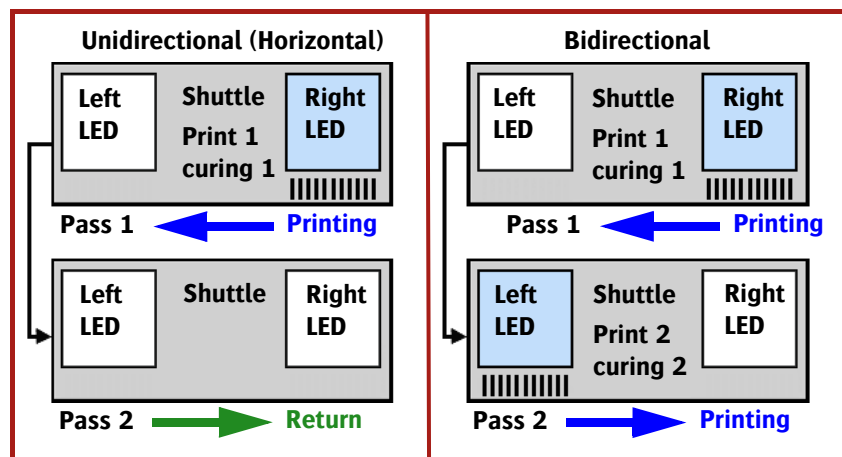 Unidirectional (Horizontal)
Left
LED
Shuttle
Print 1
curing 1
Right
LED
Pass 1
Printing
Left
LED
Shuttle
Right
LED
Pass 2
Return
Bidirectional
Left
LED
Shuttle
Print 1
curing 1
Right
LED
Pass 1
Printing
Left
LED
Shuttle
Print 2
curing 2
Right
LED
Pass 2
Printing